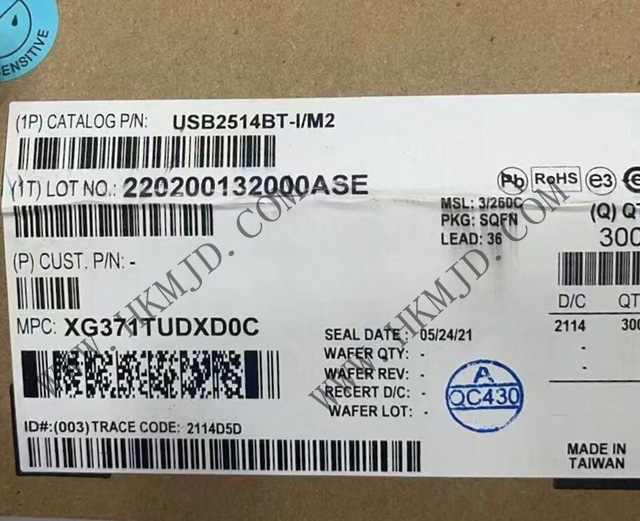 SENSITIVE
(1P) CATALOG P/N: USB2514BT-I/M2
(1T) LOT NO.: 220200132000ASE
Pb RoHS e3
MSL: 3/260C
PKG: SQFN
LEAD: 36
(Q) QT
300
(P) CUST. P/N: -
D/C QT
2114 300
-
-
MPC: XG371TUDXD0C
SEAL DATE: 05/24/21
WAFER QTY: -
WAFER REV: -
RECERT D/C: -
WAFER LOT: -
A
QC430
ID#:(003) TRACE CODE: 2114D5D
MADE IN
TAIWAN
WWW.HKMJD.COM
WWW.HKMJD.COM